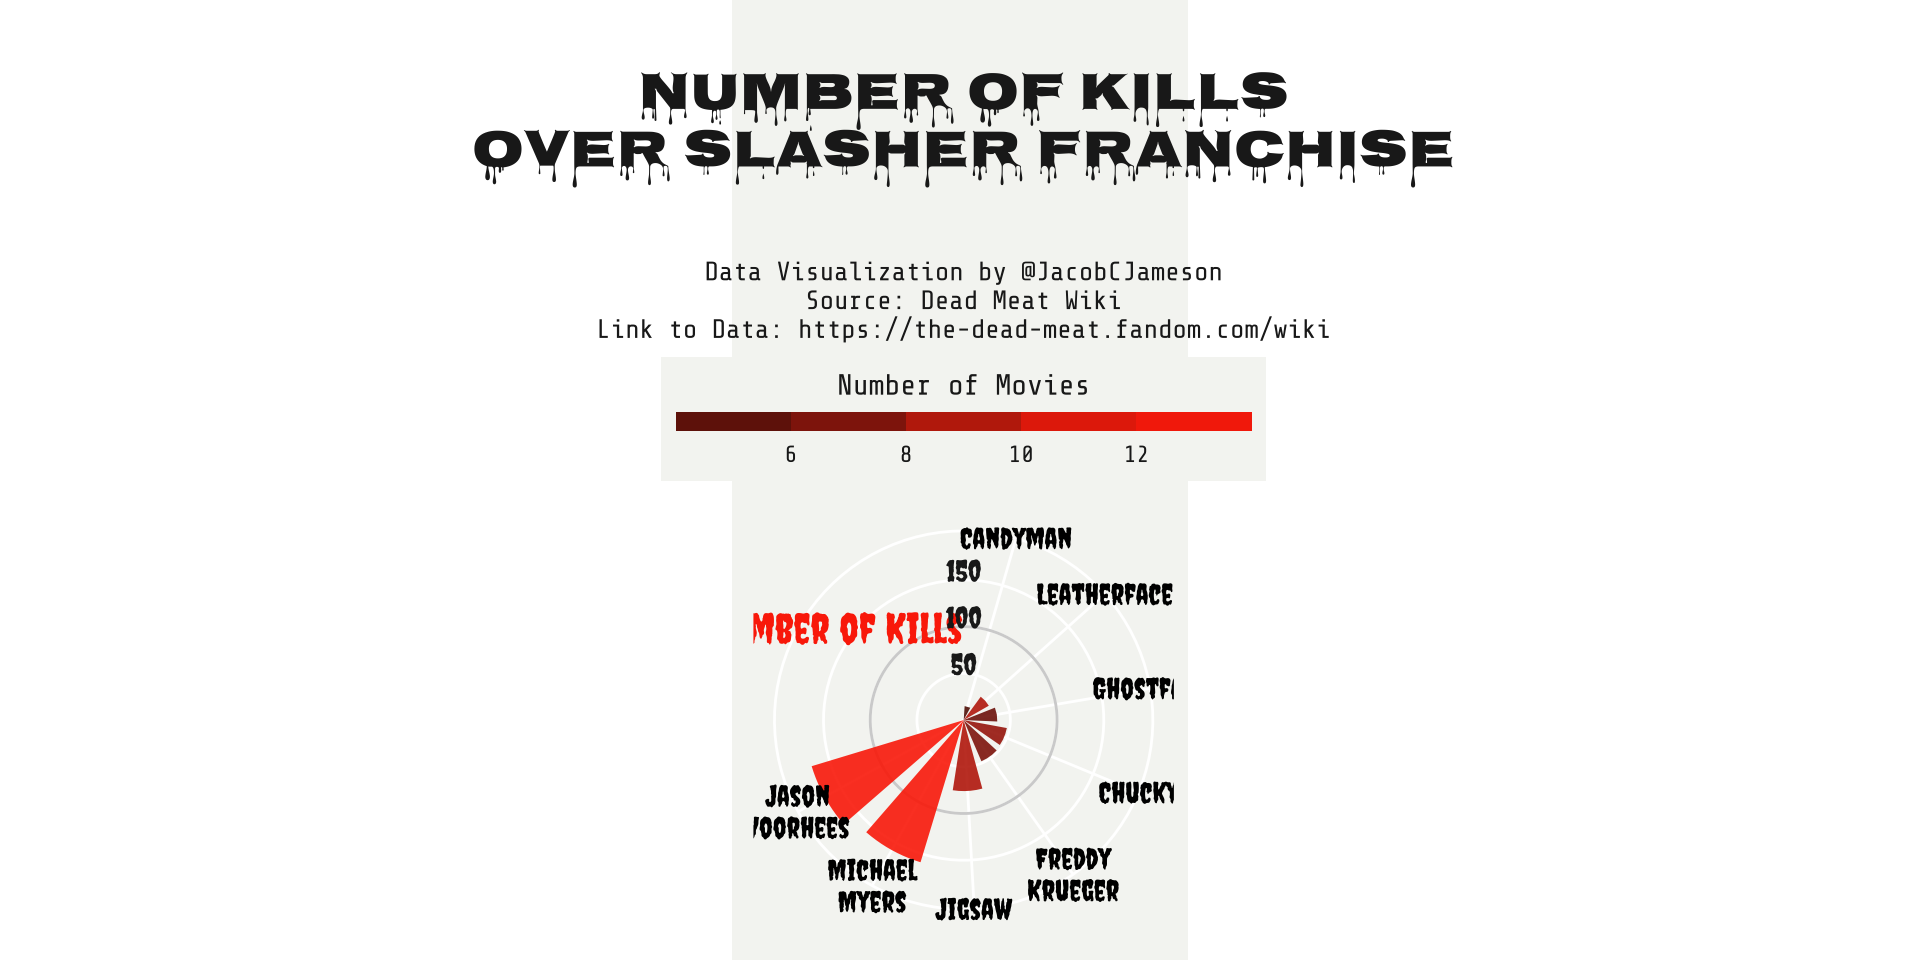 NUMBER OF KILLS
OVER SLASHER FRANCHISE
Data Visualization by @JacobCJameson
Source: Dead Meat Wiki
Link to Data: https://the-dead-meat.fandom.com/wiki
Number of Movies
6 8 10 12
CANDYMAN
150
LEATHERFACE
100
MBER OF KILLS
50
GHOSTFA
CHUCKY
JASON
VOORHEES
FREDDY
KRUEGER
MICHAEL
MYERS
JIGSAW